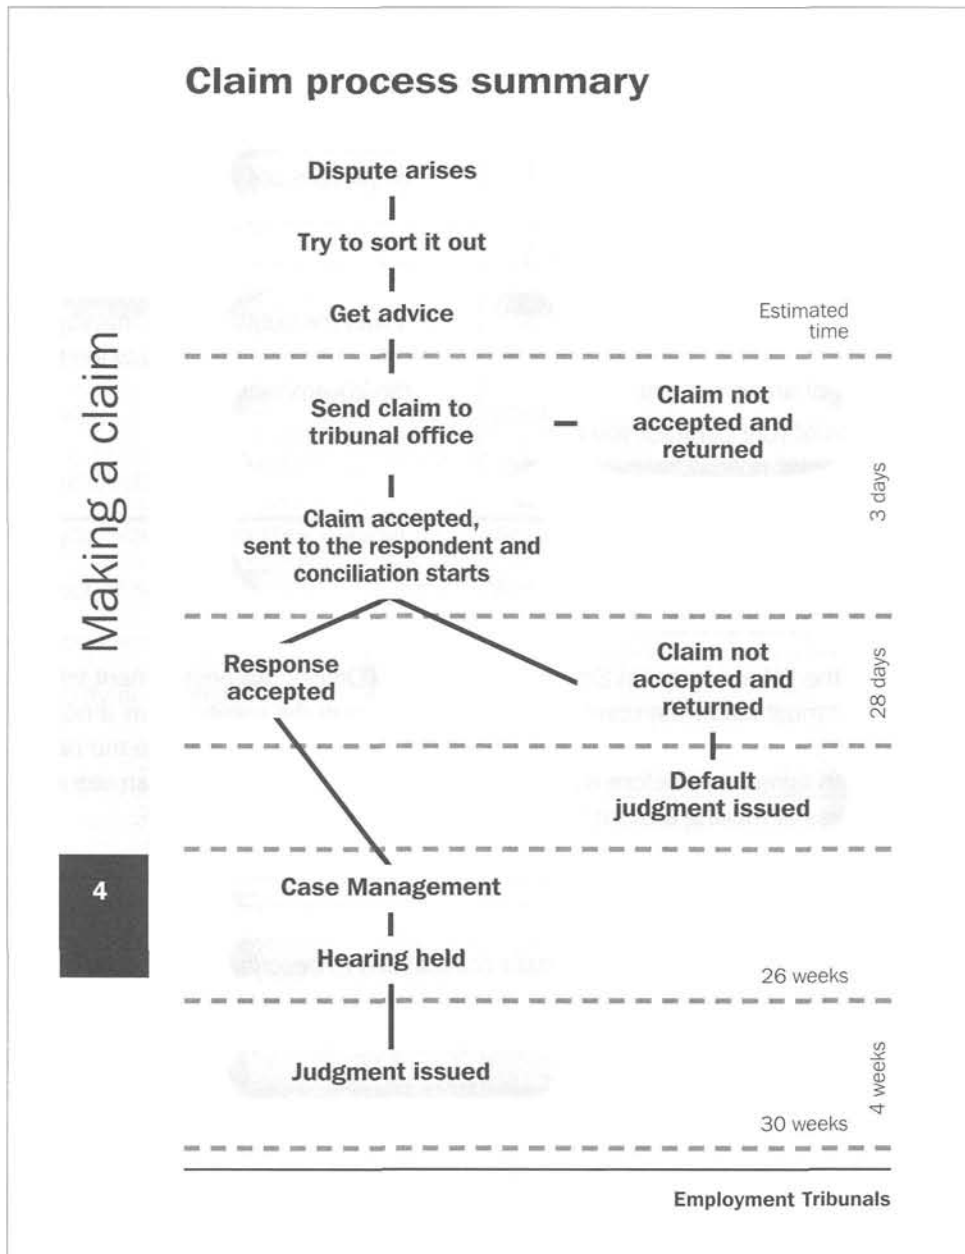 Claim process summary
Dispute arises
Try to sort it out
Get advice
Estimated
time
Making a claim
Send claim to
tribunal office
Claim not
accepted and
returned
3 days
Claim accepted,
sent to the respondent and
conciliation starts
Response
accepted
Claim not
accepted and
returned
28 days
Default
judgment issued
4
Case Management
Hearing held
26 weeks
Judgment issued
4 weeks
30 weeks
Employment Tribunals